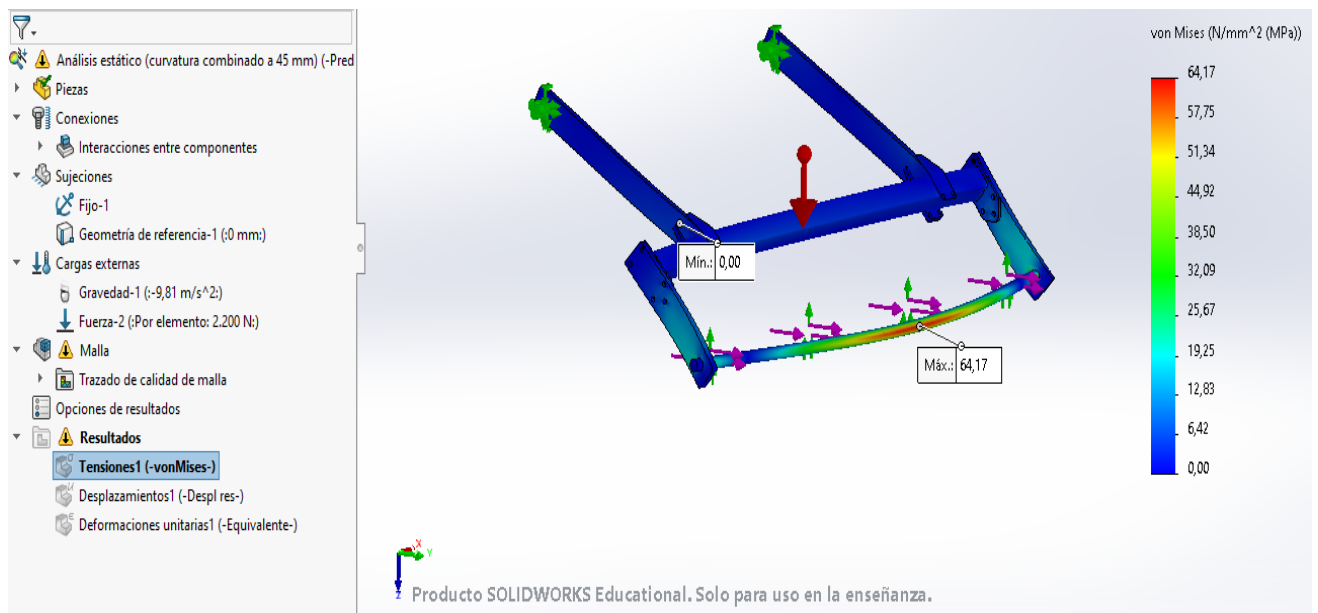 Análisis estático (curvatura combinado a 45 mm) (-Pred
Piezas
Conexiones
Interacciones entre componentes
Sujeciones
Fijo-1
Geometría de referencia-1 (:0 mm:)
Cargas externas
Gravedad-1 (:-9,81 m/s^2:)
Fuerza-2 (:Por elemento: 2.200 N:)
Malla
Trazado de calidad de malla
Opciones de resultados
Resultados
Tensiones1 (-vonMises-)
Desplazamientos1 (-Despl res-)
Deformaciones unitarias1 (-Equivalente-)
Mín.: 0,00
Máx.: 64,17
von Mises (N/mm^2 (MPa))
64,17
57,75
51,34
44,92
38,50
32,09
25,67
19,25
12,83
6,42
0,00
X
Y
Z
Producto SOLIDWORKS Educational. Solo para uso en la enseñanza.